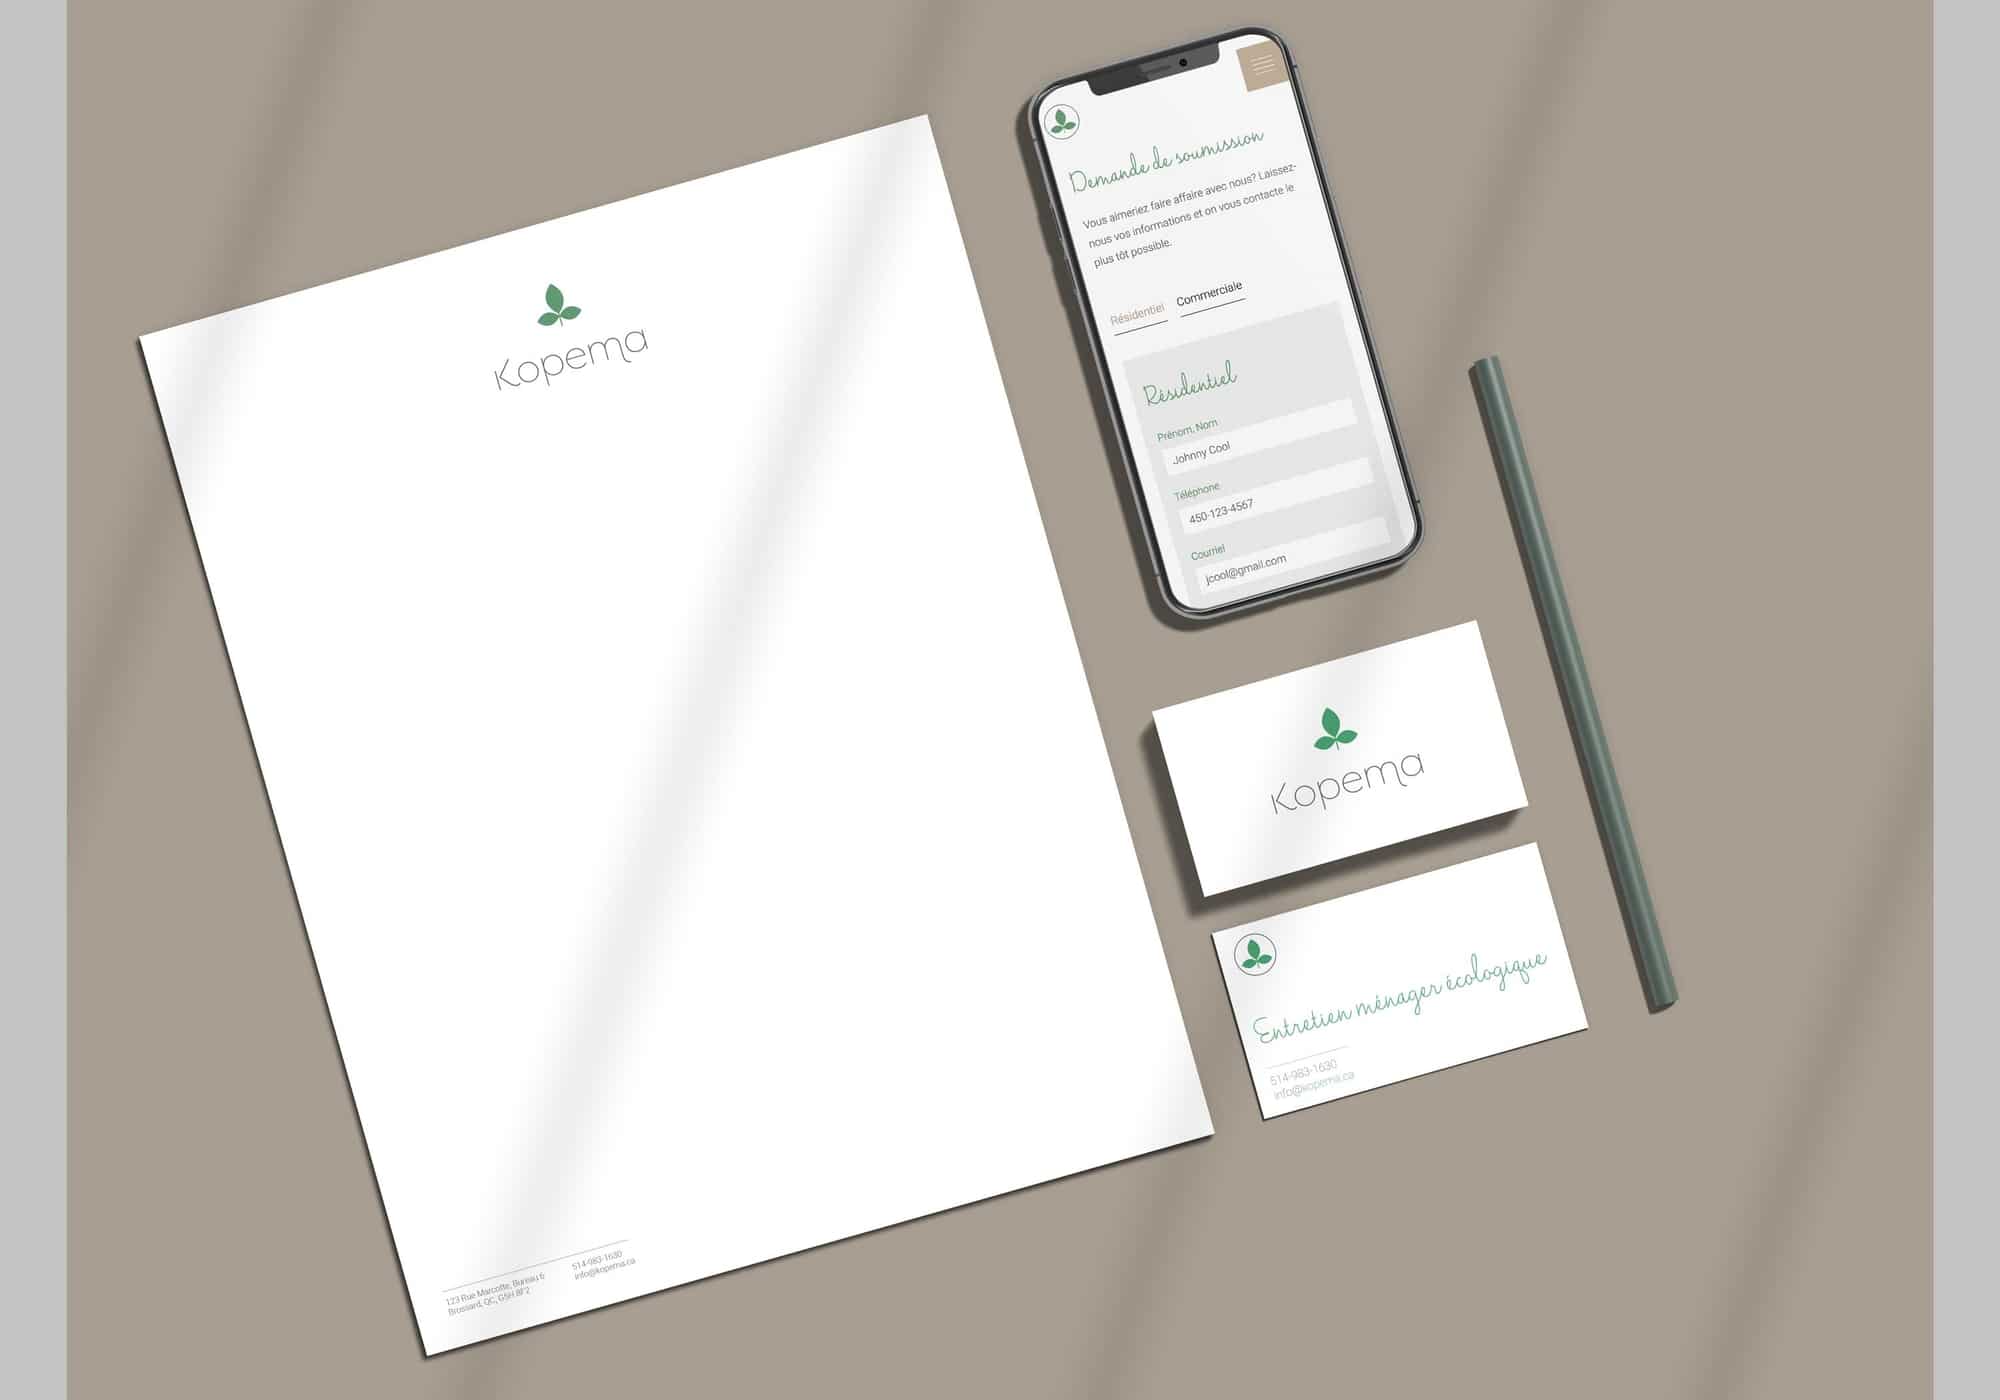 Kopema
123 Rue Marcotte, Bureau 6
Brossard, QC, G5H 8F2
514-983-1630
info@kopema.ca
Demande de soumission
Vous aimeriez faire affaire avec nous? Laissez-
nous vos informations et on vous contacte le
plus tôt possible.
Résidentiel Commerciale
Résidentiel
Prénom, Nom
Johnny Cool
Téléphone
450-123-4567
Courriel
jcool@gmail.com
Kopema
Entretien ménager écologique
514-983-1630
info@kopema.ca